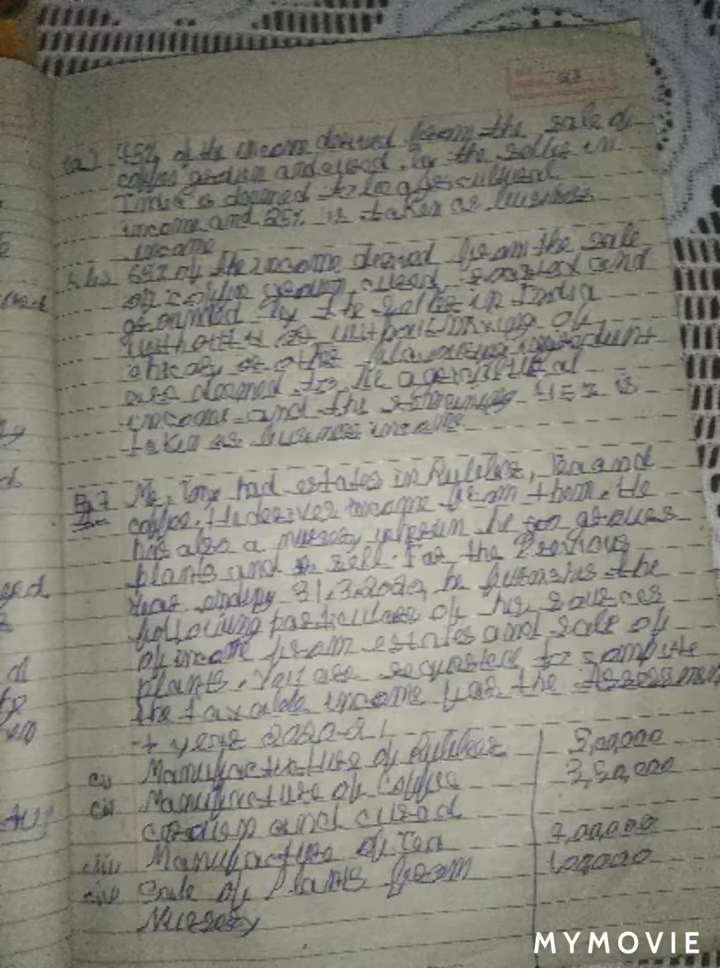 93
(a) 75% of the income derived from the sale of
coffee grown and cured by the seller in
India is deemed to be agricultural
income and 25% is taken as business
income
65% of the income derived from the sale
of coffee grown, cured, roasted and
by the seller in India
with or without mixing of
or other flavouring ingredient
deemed to be agricultural
income and the is
taken as business income
Eg 7 Mr. had estates in Rubber, Tea and
coffee. He derives income from them. He
has also a nursery wherein he grows
plants and sell. For the Previous
Year ending 31.3.2020, he furnishes the
following particulars of his sources
of income from estates and sale of
plants. You are requested to compute
the taxable income for the Assessmen
t year 2020-21
(i) Manufacture of Rubber 5,00,000
(ii) Manufacture of Coffee 3,50,000
grown and cured
(iii) Manufacture of Tea 7,00,000
(iv) Sale of Plants from 1,00,000
Nursery
MYMOVIE